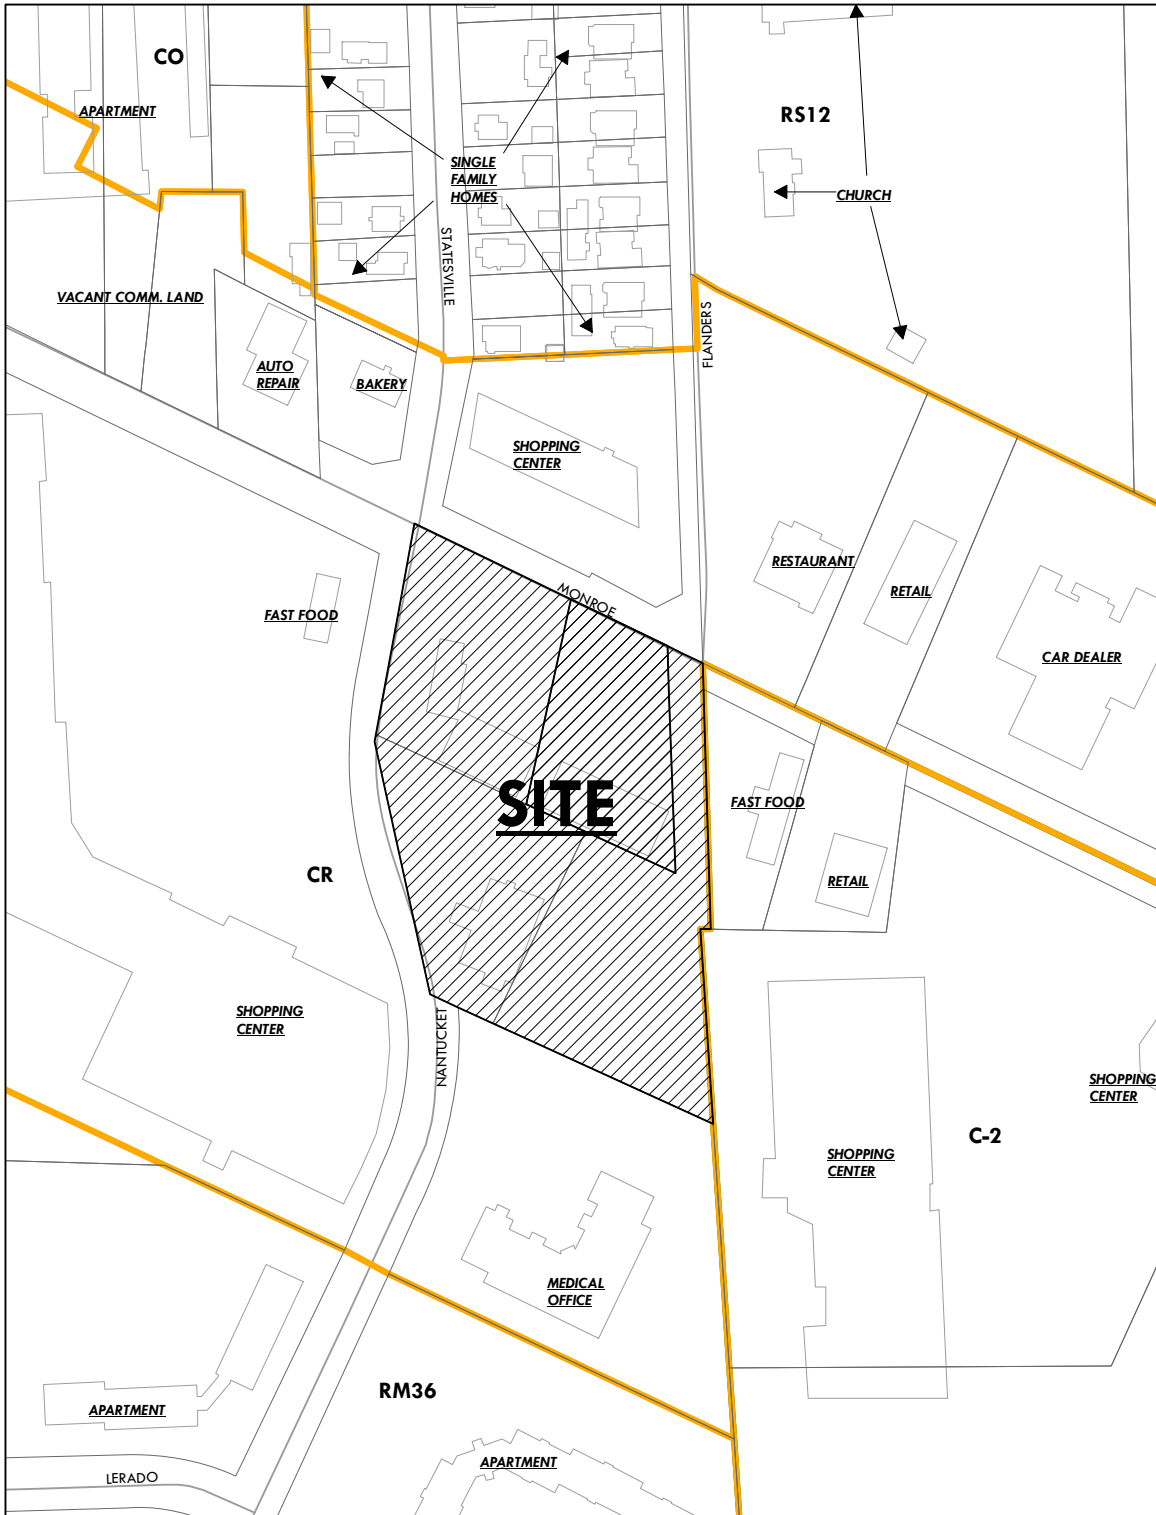 CO
APARTMENT
RS12
SINGLE
FAMILY
HOMES
CHURCH
STATESVILLE
VACANT COMM. LAND
FLANDERS
AUTO
REPAIR
BAKERY
SHOPPING
CENTER
RESTAURANT
RETAIL
MONROE
FAST FOOD
CAR DEALER
SITE
FAST FOOD
RETAIL
CR
SHOPPING
CENTER
NANTUCKET
SHOPPING
CENTER
C-2
SHOPPING
CENTER
MEDICAL
OFFICE
RM36
APARTMENT
APARTMENT
LERADO